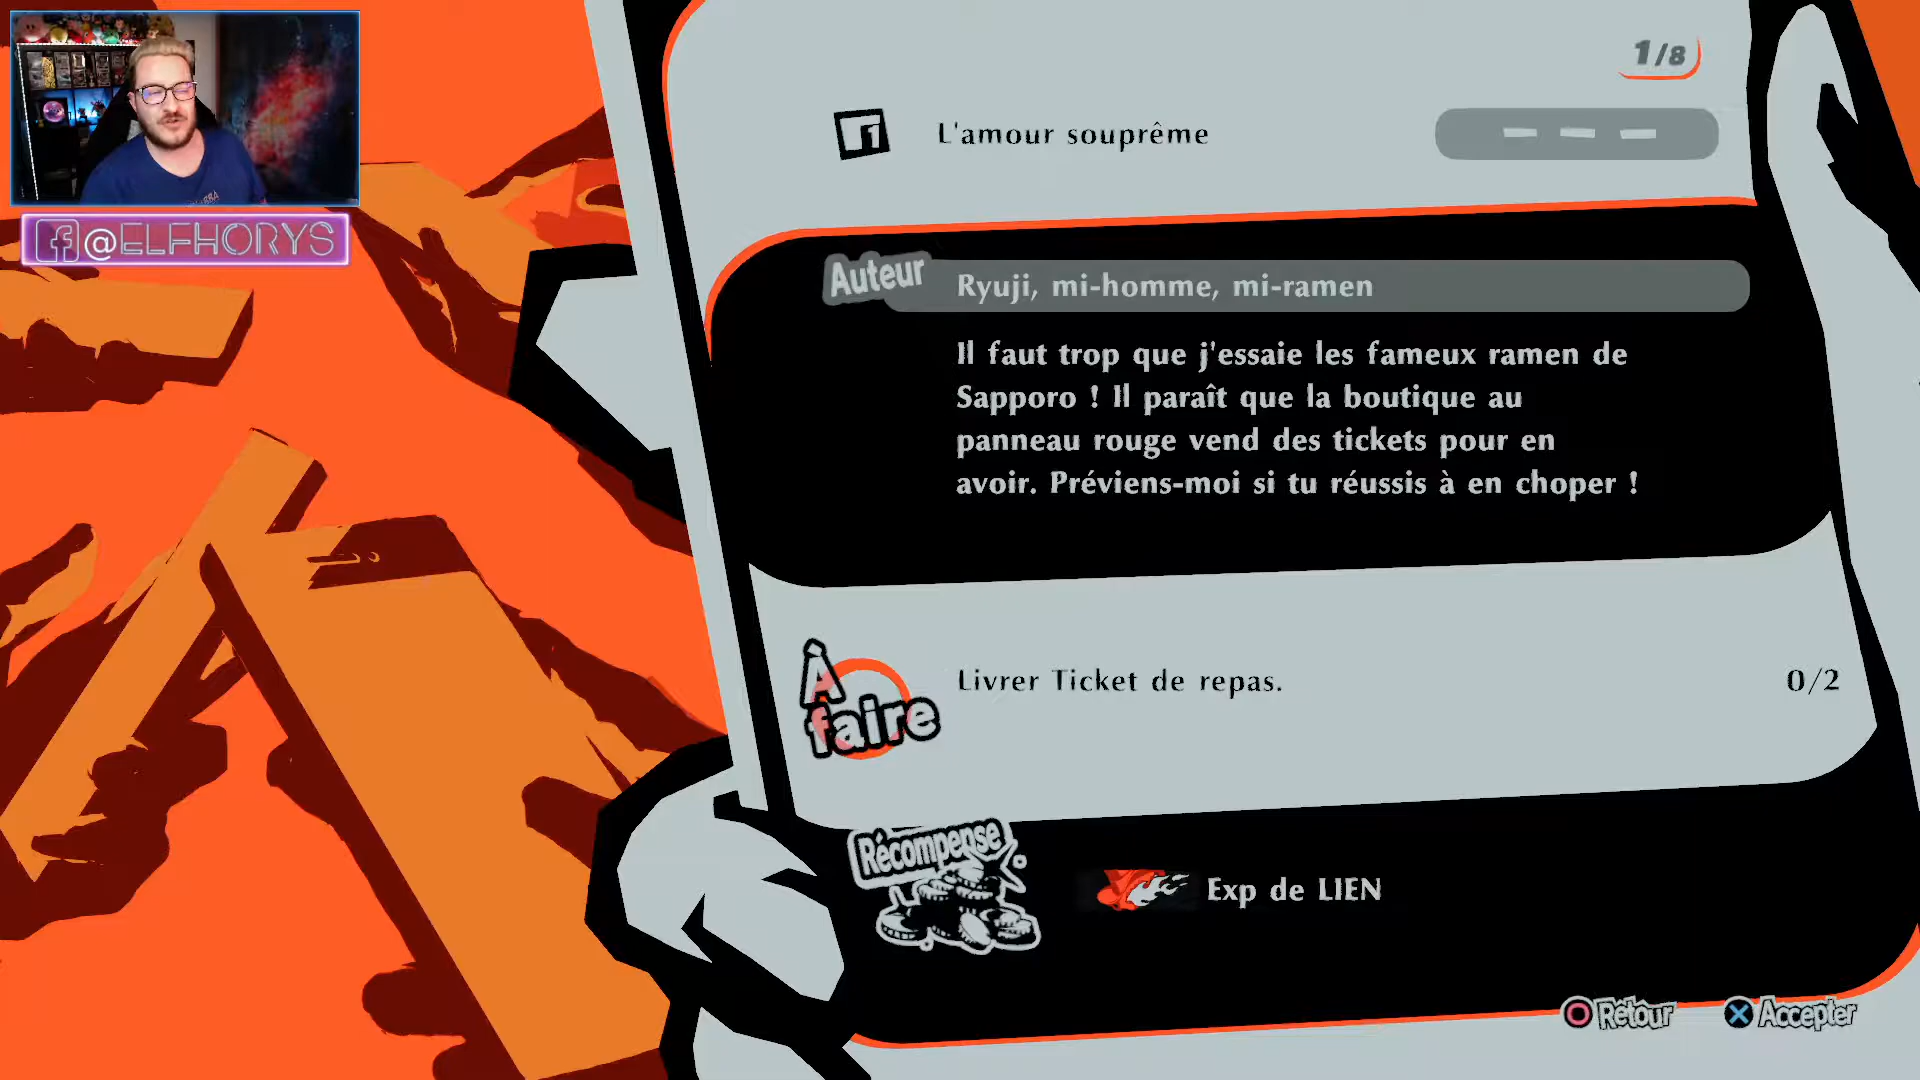 @ELFHORYS
1/8
L'amour souprême
Auteur
Ryuji, mi-homme, mi-ramen
Il faut trop que j'essaie les fameux ramen de
Sapporo ! Il paraît que la boutique au
panneau rouge vend des tickets pour en
avoir. Préviens-moi si tu réussis à en choper !
À
faire
Livrer Ticket de repas.
0/2
Récompense
Exp de LIEN
Retour
Accepter